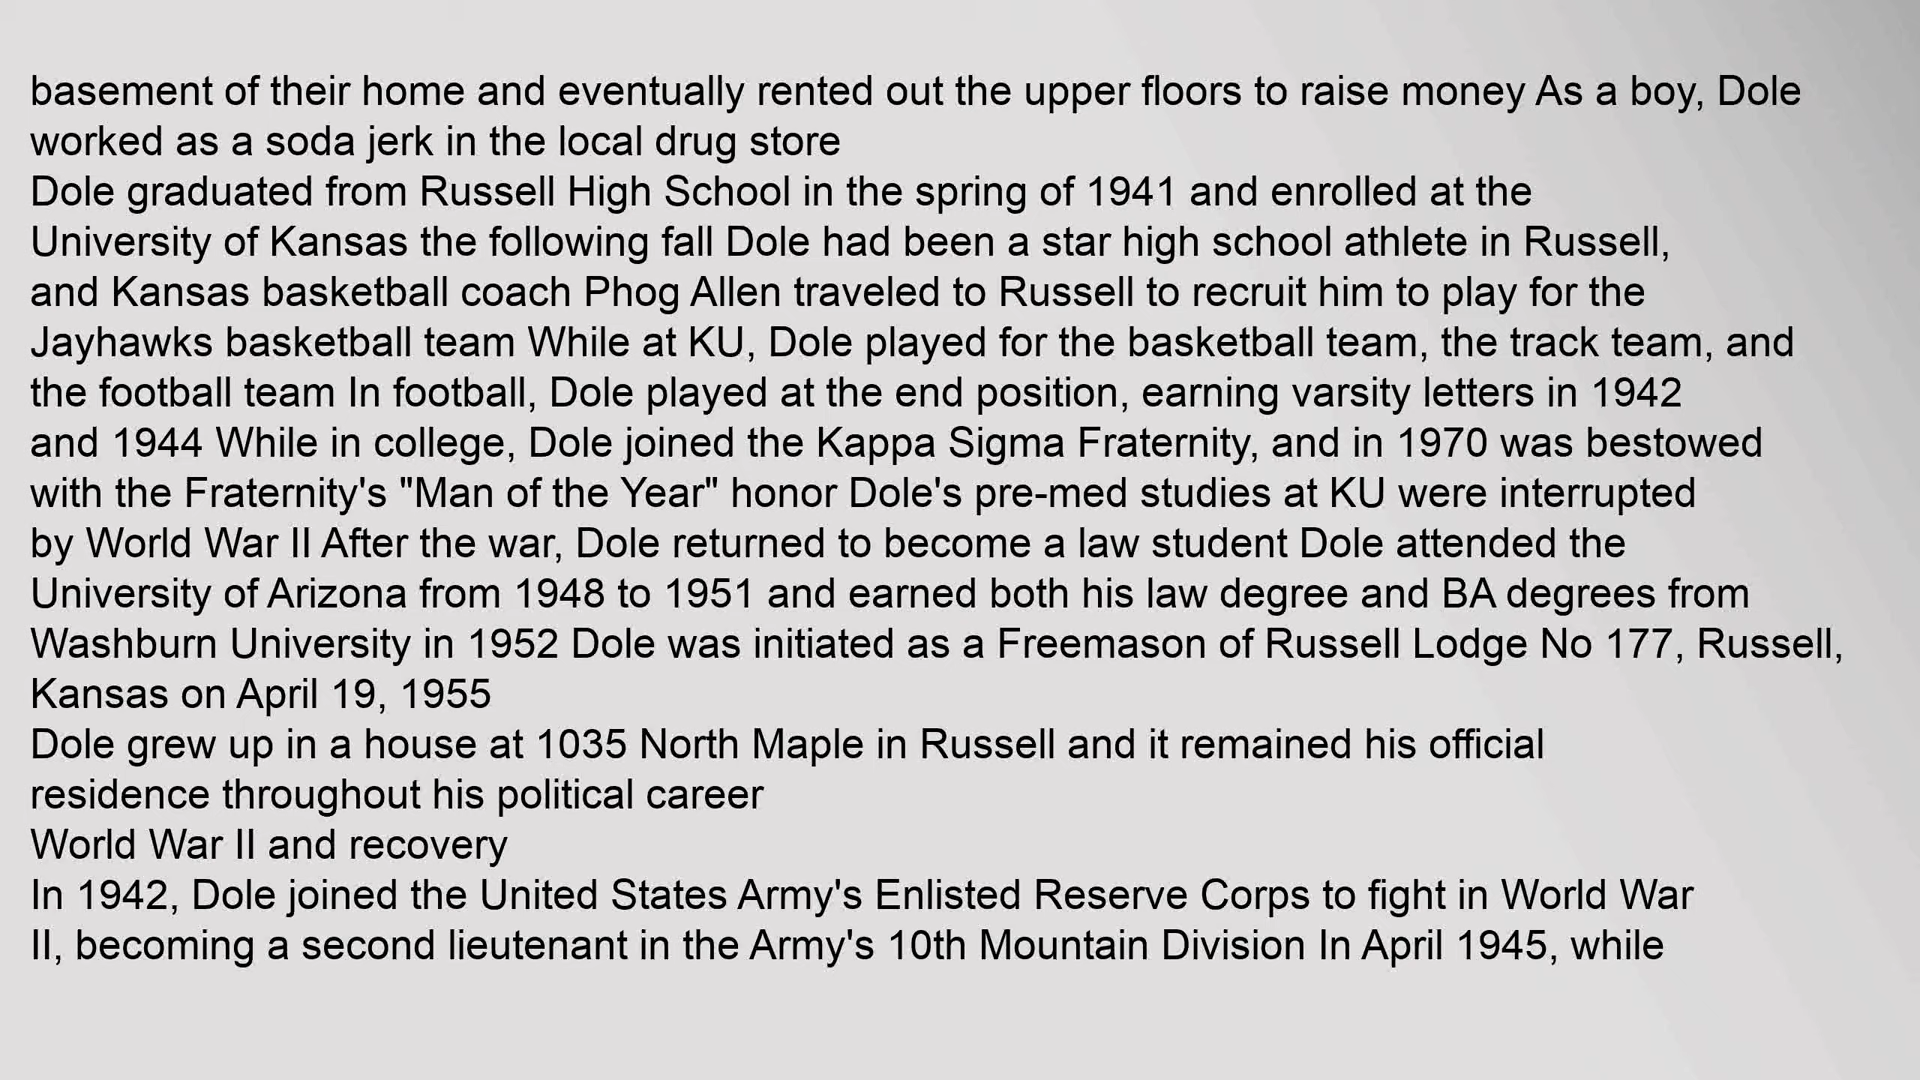 basement of their home and eventually rented out the upper floors to raise money As a boy, Dole
worked as a soda jerk in the local drug store
Dole graduated from Russell High School in the spring of 1941 and enrolled at the
University of Kansas the following fall Dole had been a star high school athlete in Russell,
and Kansas basketball coach Phog Allen traveled to Russell to recruit him to play for the
Jayhawks basketball team While at KU, Dole played for the basketball team, the track team, and
the football team In football, Dole played at the end position, earning varsity letters in 1942
and 1944 While in college, Dole joined the Kappa Sigma Fraternity, and in 1970 was bestowed
with the Fraternity's "Man of the Year" honor Dole's pre-med studies at KU were interrupted
by World War II After the war, Dole returned to become a law student Dole attended the
University of Arizona from 1948 to 1951 and earned both his law degree and BA degrees from
Washburn University in 1952 Dole was initiated as a Freemason of Russell Lodge No 177, Russell,
Kansas on April 19, 1955
Dole grew up in a house at 1035 North Maple in Russell and it remained his official
residence throughout his political career
World War II and recovery
In 1942, Dole joined the United States Army's Enlisted Reserve Corps to fight in World War
II, becoming a second lieutenant in the Army's 10th Mountain Division In April 1945, while